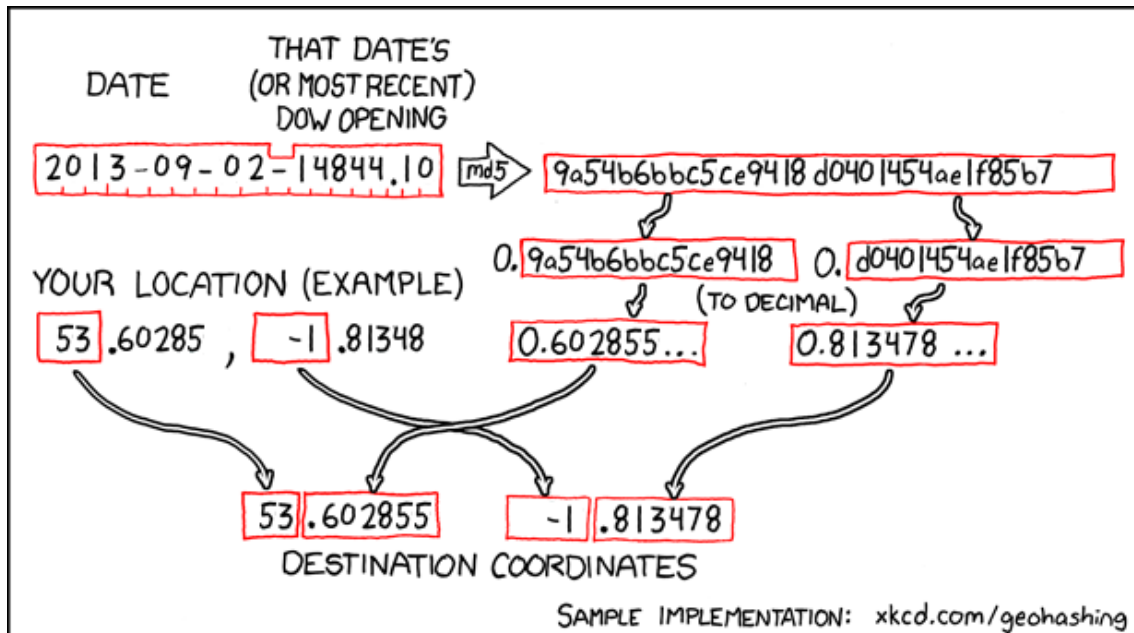 DATE
THAT DATE'S
(OR MOST RECENT)
DOW OPENING
2013-09-02-14844.10
md5
9a54b6bbc5ce9418d0401454ae1f85b7
0.9a54b6bbc5ce9418
0.d0401454ae1f85b7
YOUR LOCATION (EXAMPLE)
(TO DECIMAL)
53.60285, -1.81348
0.602855...
0.813478...
53.602855
-1.813478
DESTINATION COORDINATES
SAMPLE IMPLEMENTATION: xkcd.com/geohashing